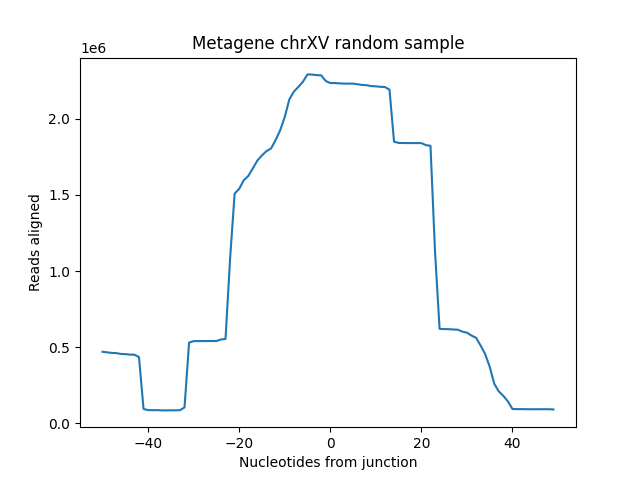 Metagene chrXV random sample
1e6
2.0
1.5
1.0
0.5
0.0
Reads aligned
−40
−20
0
20
40
Nucleotides from junction